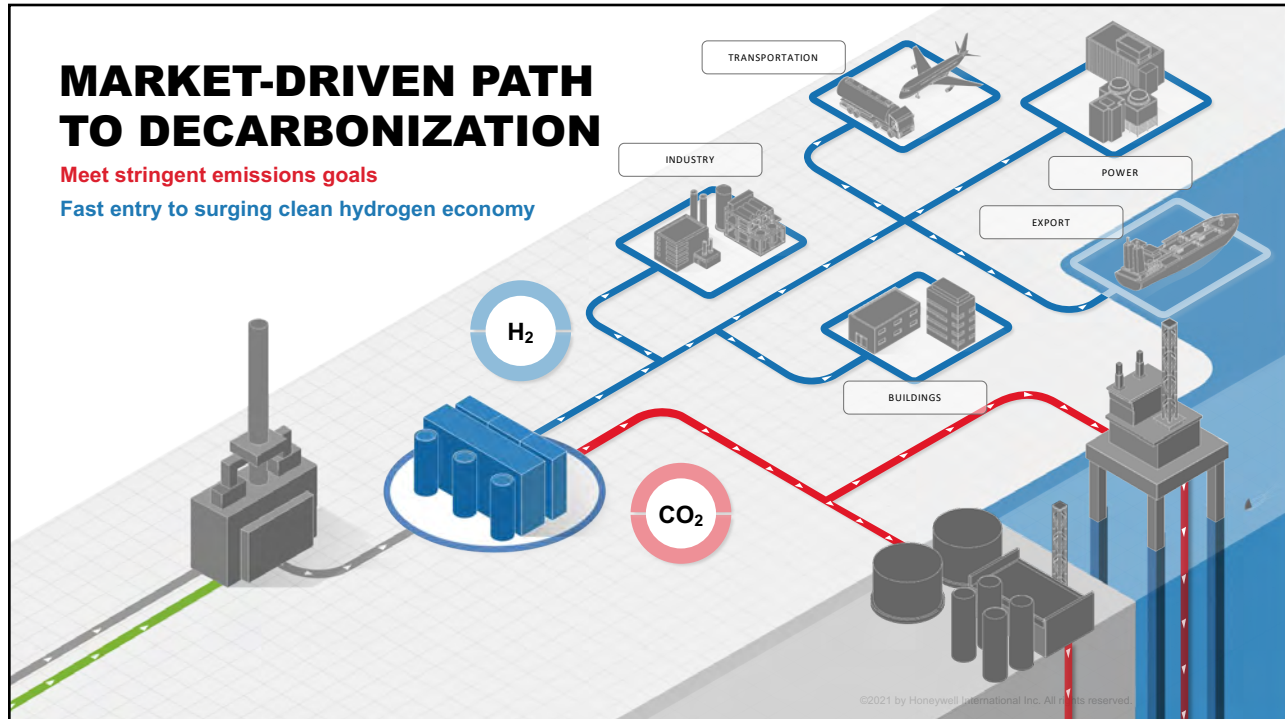 MARKET-DRIVEN PATH
TO DECARBONIZATION
Meet stringent emissions goals
Fast entry to surging clean hydrogen economy
TRANSPORTATION
INDUSTRY
POWER
EXPORT
H₂
BUILDINGS
CO₂
©2021 by Honeywell International Inc. All rights reserved.